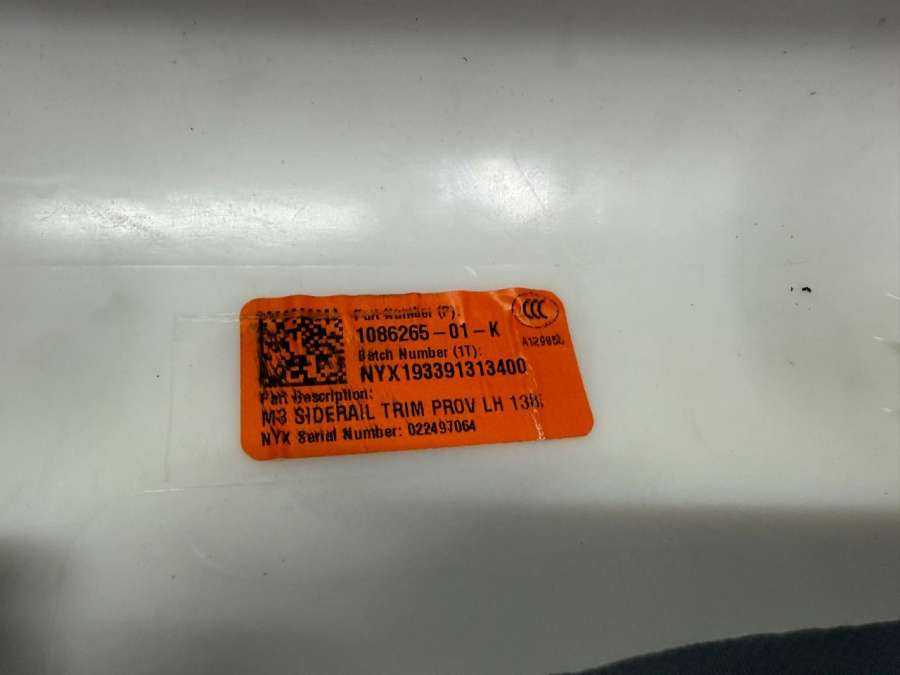 Part Number (P):
1086265-01-K
CCC
Batch Number (1T):
NYX193391313400
Part Description:
M3 SIDERAIL TRIM PROV LH
NYX Serial Number: 022497064